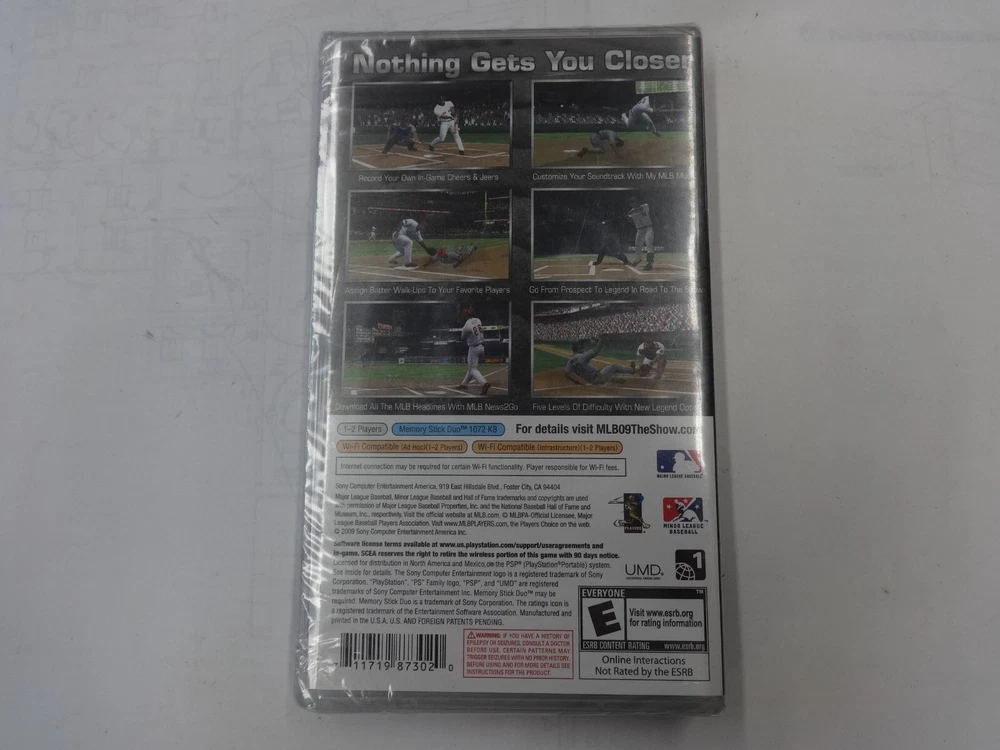 Nothing Gets You Closer
Record Your Own In-Game Cheers & Jeers
Customize Your Soundtrack With My MLB
Assign Batter Walk-Ups To Your Favorite Players
Go From Prospect To Legend In Road To The Show
Download All The MLB Headlines With MLB News2Go
Five Levels Of Difficulty With New Legend
1-2 Players
Memory Stick Duo™ 1072 KB
For details visit MLB09TheShow.com
Wi-Fi Compatible (Ad Hoc)(1-2 Players)
Wi-Fi Compatible (Infrastructure)(1-2 Players)
Internet connection may be required for certain Wi-Fi functionality. Player responsible for Wi-Fi fees.
MAJOR LEAGUE BASEBALL
Sony Computer Entertainment America, 919 East Hillsdale Blvd., Foster City, CA 94404
Major League Baseball, Minor League Baseball and Hall of Fame trademarks and copyrights are used
with permission of Major League Baseball Properties, Inc. and the National Baseball Hall of Fame and
Museum, Inc., respectively. Visit the official website at MLB.com. © MLBPA-Official Licensee, Major
League Baseball Players Association. Visit www.MLBPLAYERS.com, the Players Choice on the web.
© 2009 Sony Computer Entertainment America Inc.
PLAYERS
MINOR LEAGUE
BASEBALL
Software license terms available at www.us.playstation.com/support/useragreements and
in-game. SCEA reserves the right to retire the wireless portion of this game with 90 days notice.
Licensed for distribution in North America and Mexico,de the PSP® (PlayStation®Portable) system.
See inside for details. The Sony Computer Entertainment logo is a registered trademark of Sony
Corporation. "PlayStation", "PS" Family logo, "PSP", and "UMD" are registered
trademarks of Sony Computer Entertainment Inc. Memory Stick Duo™ may be
required. Memory Stick Duo is a trademark of Sony Corporation. The ratings icon is
a registered trademark of the Entertainment Software Association. Manufactured and
printed in the U.S.A. U.S. AND FOREIGN PATENTS PENDING.
UMD
1
EVERYONE
TM
E
Visit www.esrb.org
for rating information
ESRB CONTENT RATING
www.esrb.org
Online Interactions
Not Rated by the ESRB
7 11719 87302 0
WARNING: IF YOU HAVE A HISTORY OF
EPILEPSY OR SEIZURES, CONSULT A DOCTOR
BEFORE USE. CERTAIN PATTERNS MAY
TRIGGER SEIZURES WITH NO PRIOR HISTORY.
BEFORE USING AND FOR MORE DETAILS SEE
INSTRUCTIONS FOR THE PRODUCT.